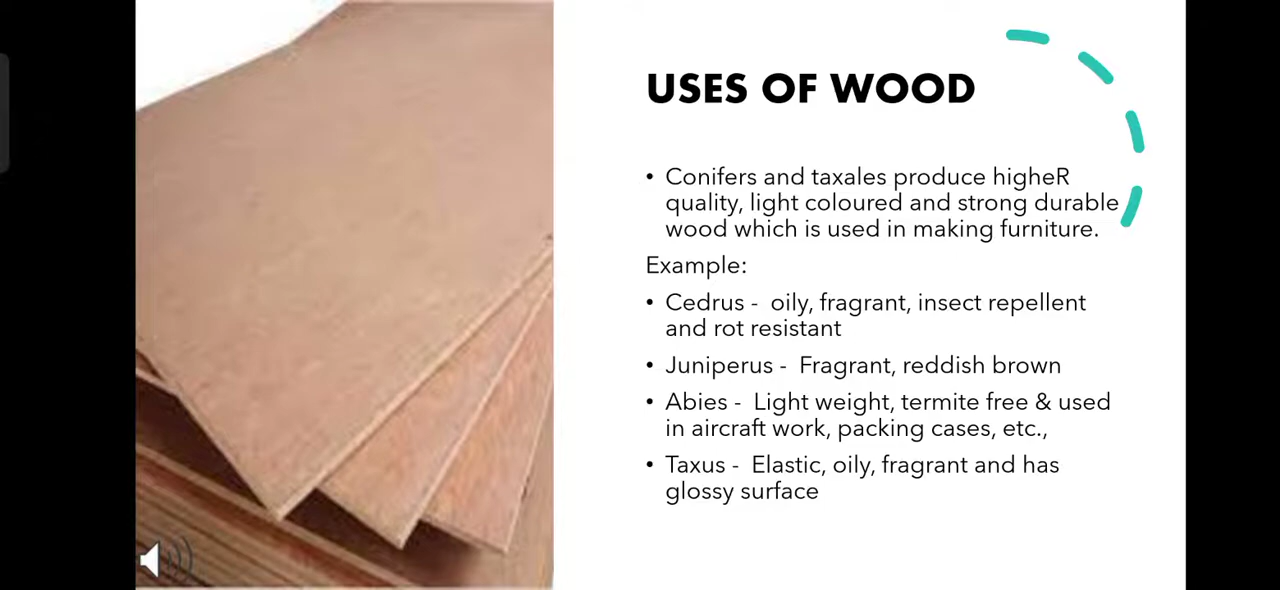 USES OF WOOD
• Conifers and taxales produce higheR
quality, light coloured and strong durable
wood which is used in making furniture.
Example:
• Cedrus - oily, fragrant, insect repellent
and rot resistant
• Juniperus - Fragrant, reddish brown
• Abies - Light weight, termite free & used
in aircraft work, packing cases, etc.,
• Taxus - Elastic, oily, fragrant and has
glossy surface